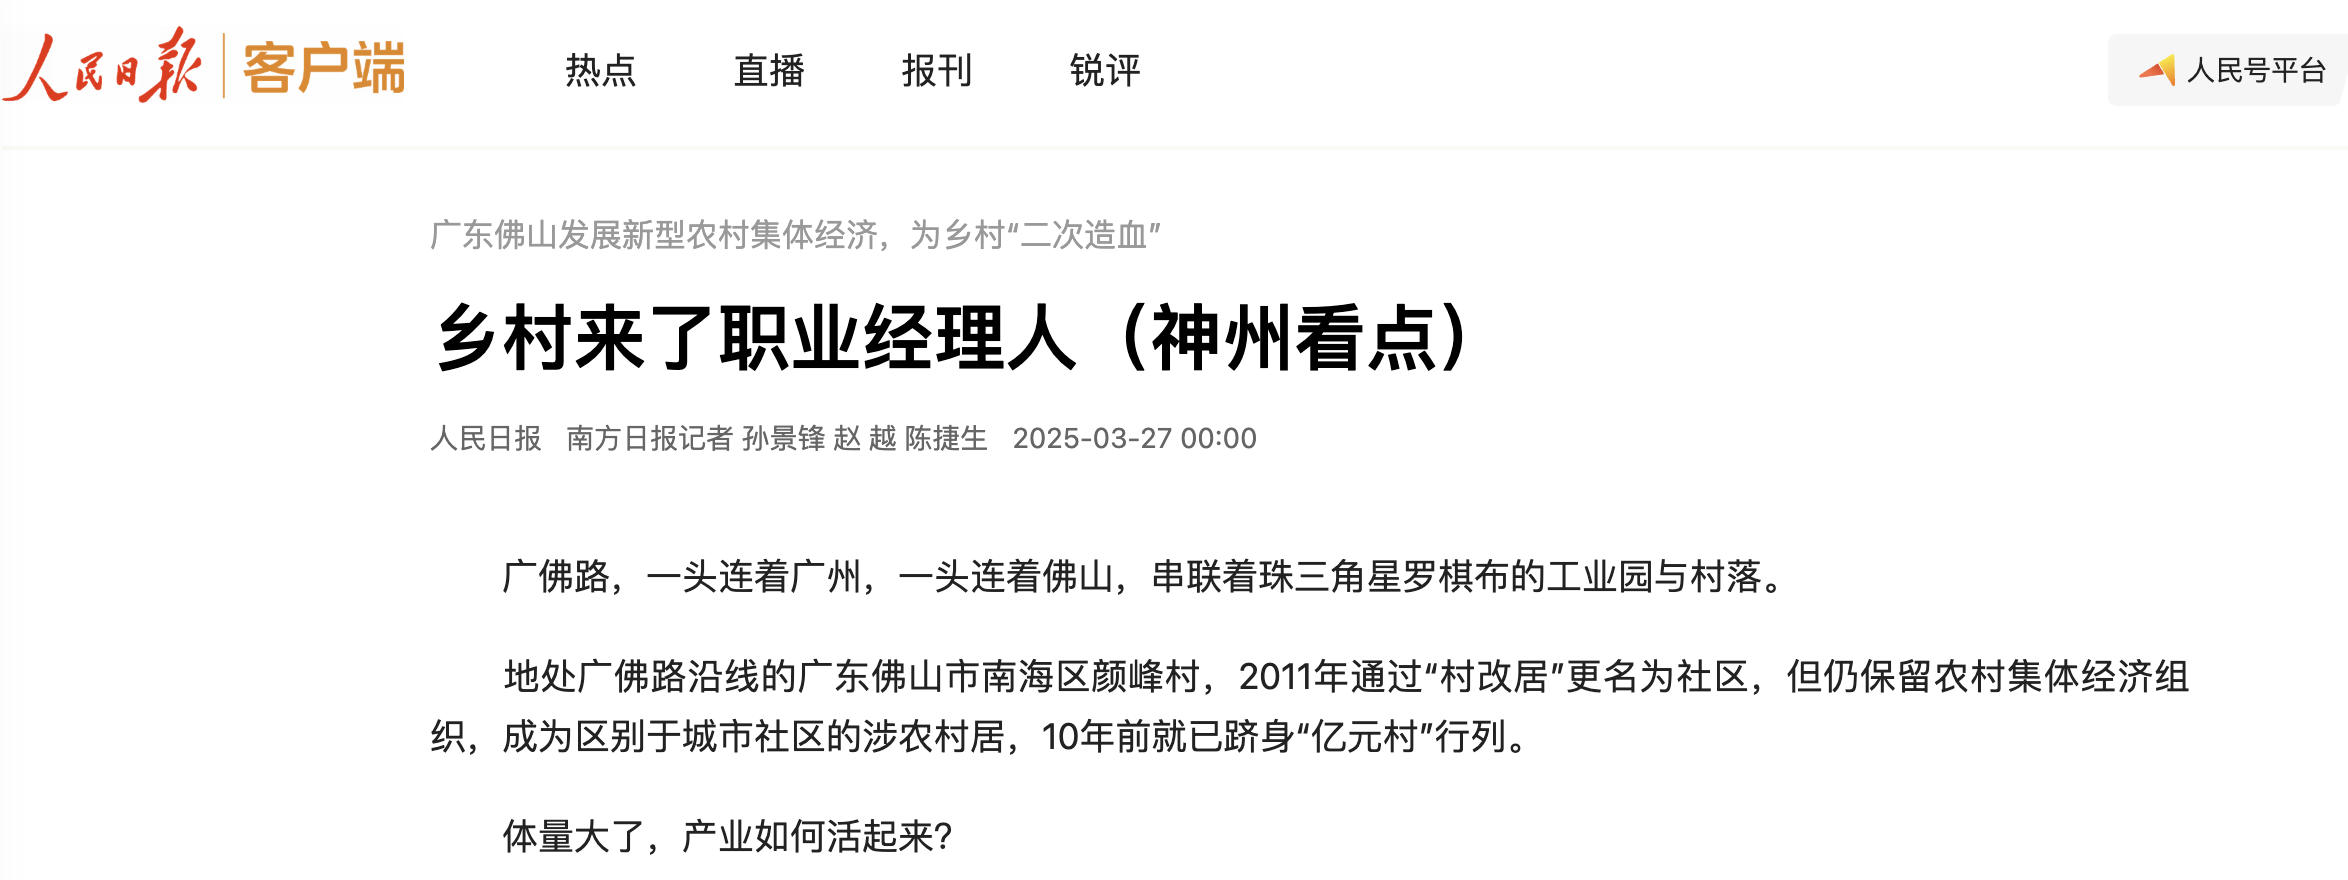 人民日报 客户端 热点 直播 报刊 锐评 人民号平台
广东佛山发展新型农村集体经济，为乡村“二次造血”
乡村来了职业经理人（神州看点）
人民日报 南方日报记者 孙景锋 赵 越 陈捷生 2025-03-27 00:00
广佛路，一头连着广州，一头连着佛山，串联着珠三角星罗棋布的工业园与村落。
地处广佛路沿线的广东佛山市南海区颜峰村，2011年通过“村改居”更名为社区，但仍保留农村集体经济组
织，成为区别于城市社区的涉农村居，10年前就已跻身“亿元村”行列。
体量大了，产业如何活起来？